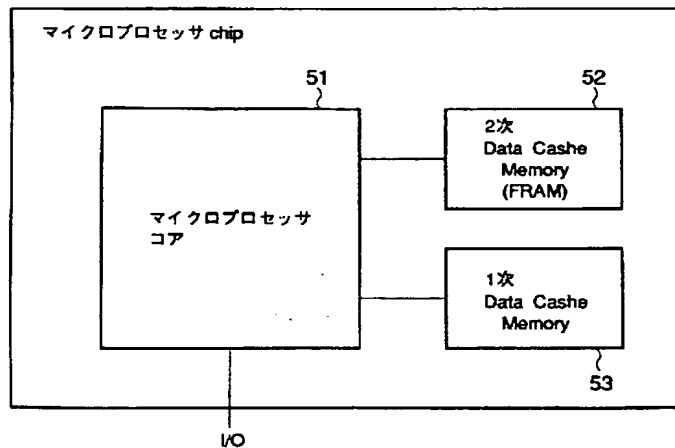 マイクロプロセッサ chip
51
52
マイクロプロセッサ
コア
2次
Data Cashe
Memory
(FRAM)
1次
Data Cashe
Memory
53
I/O